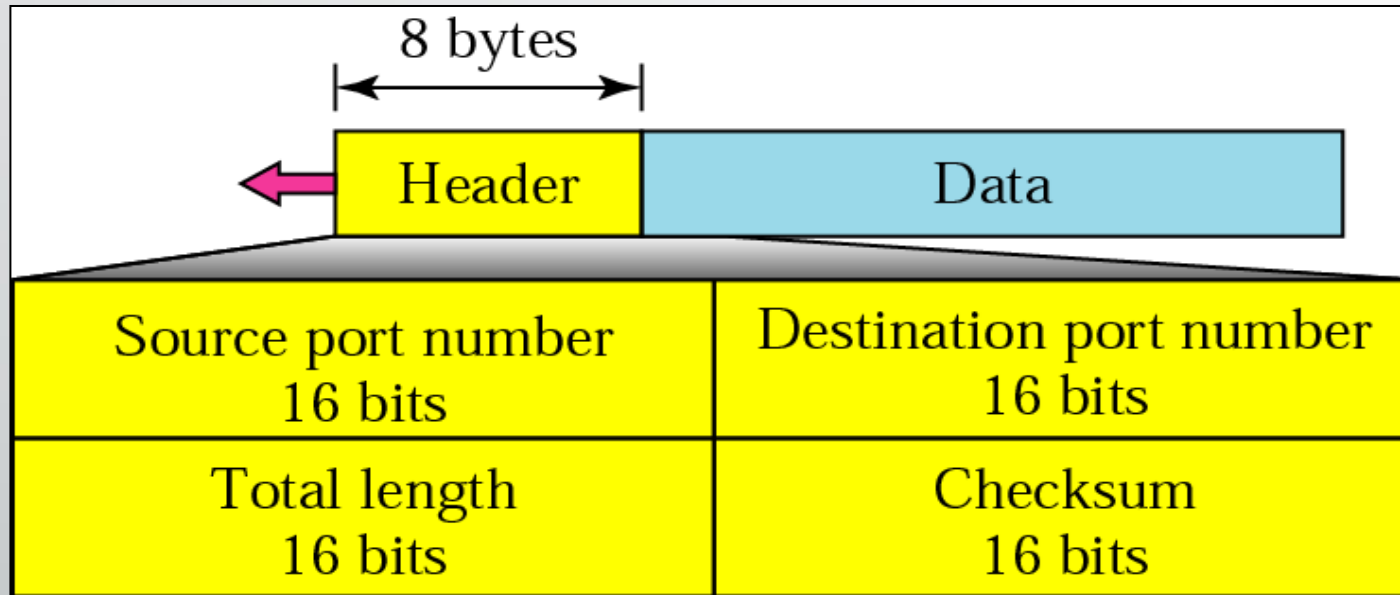 8 bytes
Header
Data
Source port number
16 bits
Destination port number
16 bits
Total length
16 bits
Checksum
16 bits